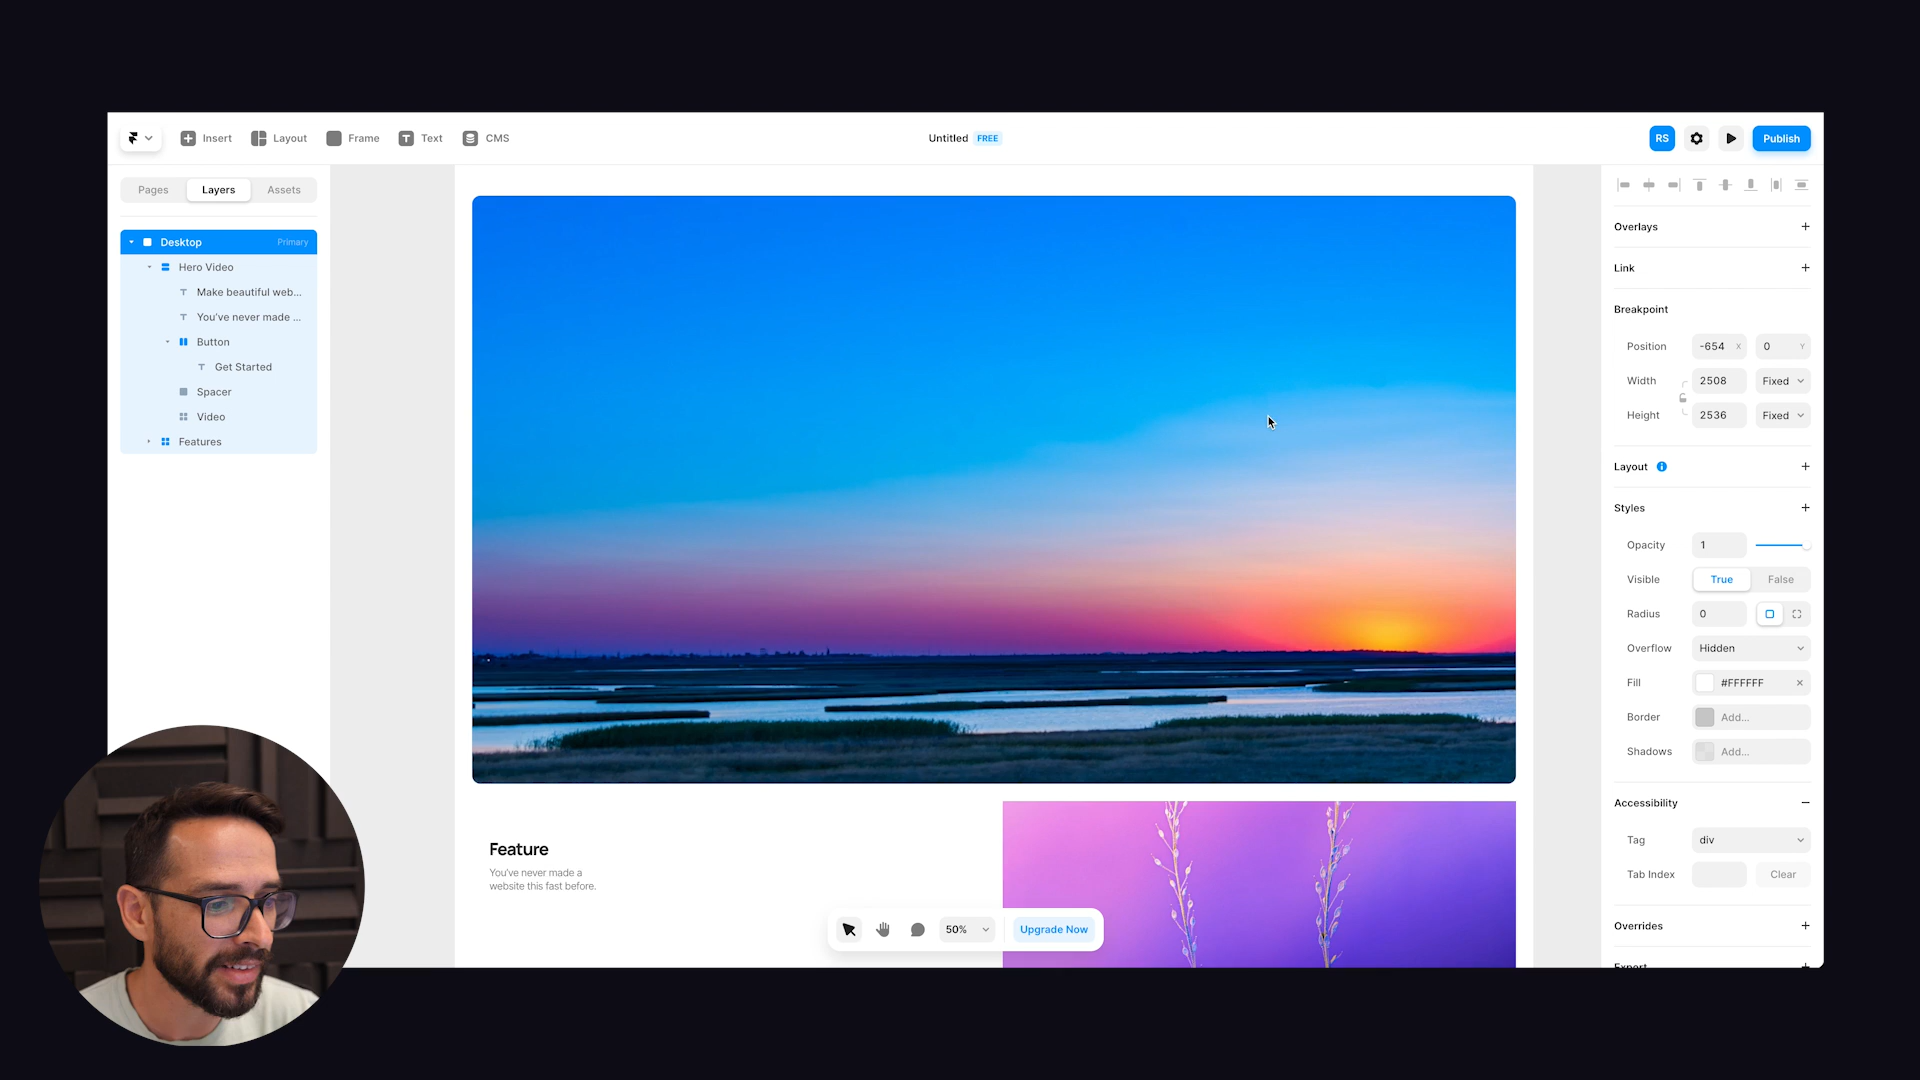 Insert Layout Frame Text CMS
Untitled FREE
RS Publish
Pages Layers Assets
Desktop Primary
Hero Video
Make beautiful web...
You've never made ...
Button
Get Started
Spacer
Video
Features
Feature
You've never made a
website this fast before.
50% Upgrade Now
Overlays
Link
Breakpoint
Position -654 X 0 Y
Width 2508 Fixed
Height 2536 Fixed
Layout
Styles
Opacity 1
Visible True False
Radius 0
Overflow Hidden
Fill #FFFFFF
Border Add...
Shadows Add...
Accessibility
Tag div
Tab Index Clear
Overrides
Export